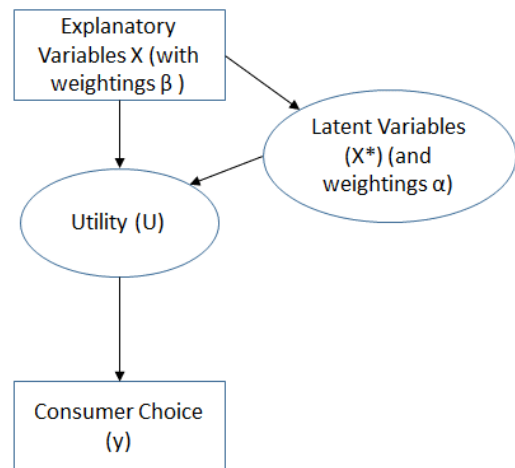 Explanatory
Variables X (with
weightings β )
Latent Variables
(X*) (and
weightings α)
Utility (U)
Consumer Choice
(y)